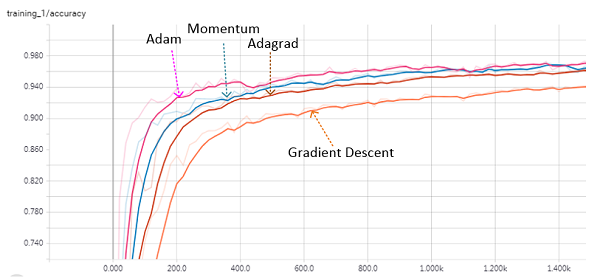 training_1/accuracy
Momentum
Adam
Adagrad
Gradient Descent
0.980
0.940
0.900
0.860
0.820
0.780
0.740
0.000 200.0 400.0 600.0 800.0 1.000k 1.200k 1.400k